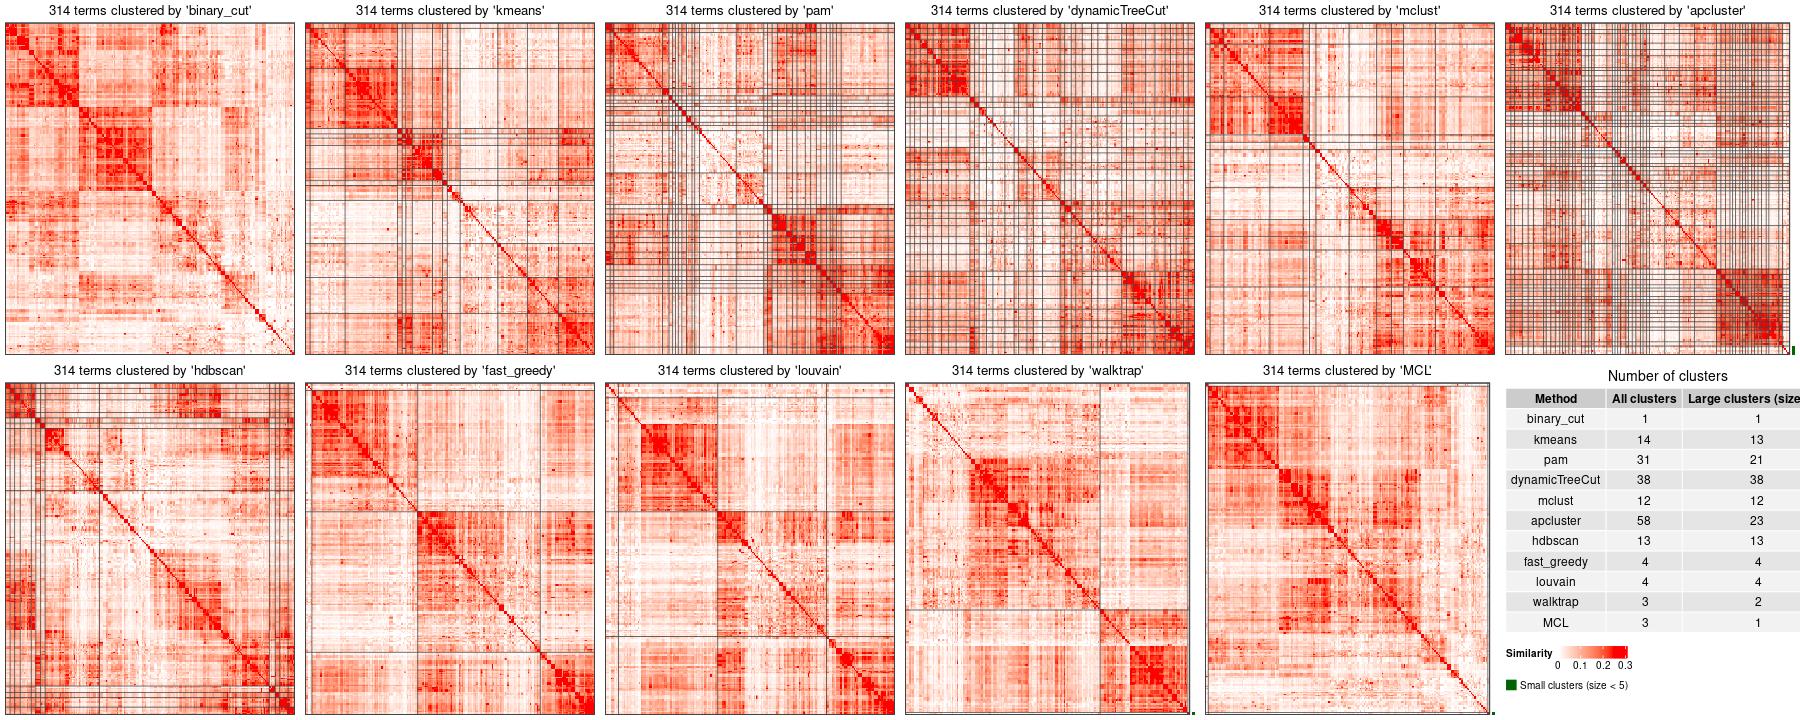 314 terms clustered by 'binary_cut'
314 terms clustered by 'kmeans'
314 terms clustered by 'pam'
314 terms clustered by 'dynamicTreeCut'
314 terms clustered by 'mclust'
314 terms clustered by 'apcluster'
314 terms clustered by 'hdbscan'
314 terms clustered by 'fast_greedy'
314 terms clustered by 'louvain'
314 terms clustered by 'walktrap'
314 terms clustered by 'MCL'
Number of clusters
Method All clusters Large clusters (size
binary_cut 1 1
kmeans 14 13
pam 31 21
dynamicTreeCut 38 38
mclust 12 12
apcluster 58 23
hdbscan 13 13
fast_greedy 4 4
louvain 4 4
walktrap 3 2
MCL 3 1
Similarity
0 0.1 0.2 0.3
Small clusters (size < 5)